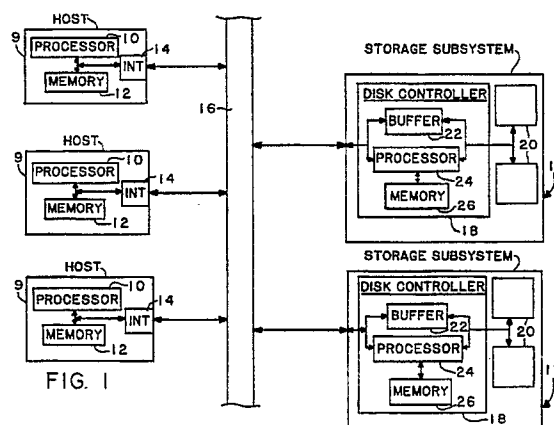 HOST
9
PROCESSOR
10
14
INT
MEMORY
12
HOST
9
PROCESSOR
10
14
INT
MEMORY
12
HOST
9
PROCESSOR
10
14
INT
MEMORY
12
FIG. 1
16
STORAGE SUBSYSTEM
DISK CONTROLLER
BUFFER
22
PROCESSOR
24
MEMORY
26
18
20
STORAGE SUBSYSTEM
DISK CONTROLLER
BUFFER
22
PROCESSOR
24
MEMORY
26
18
20